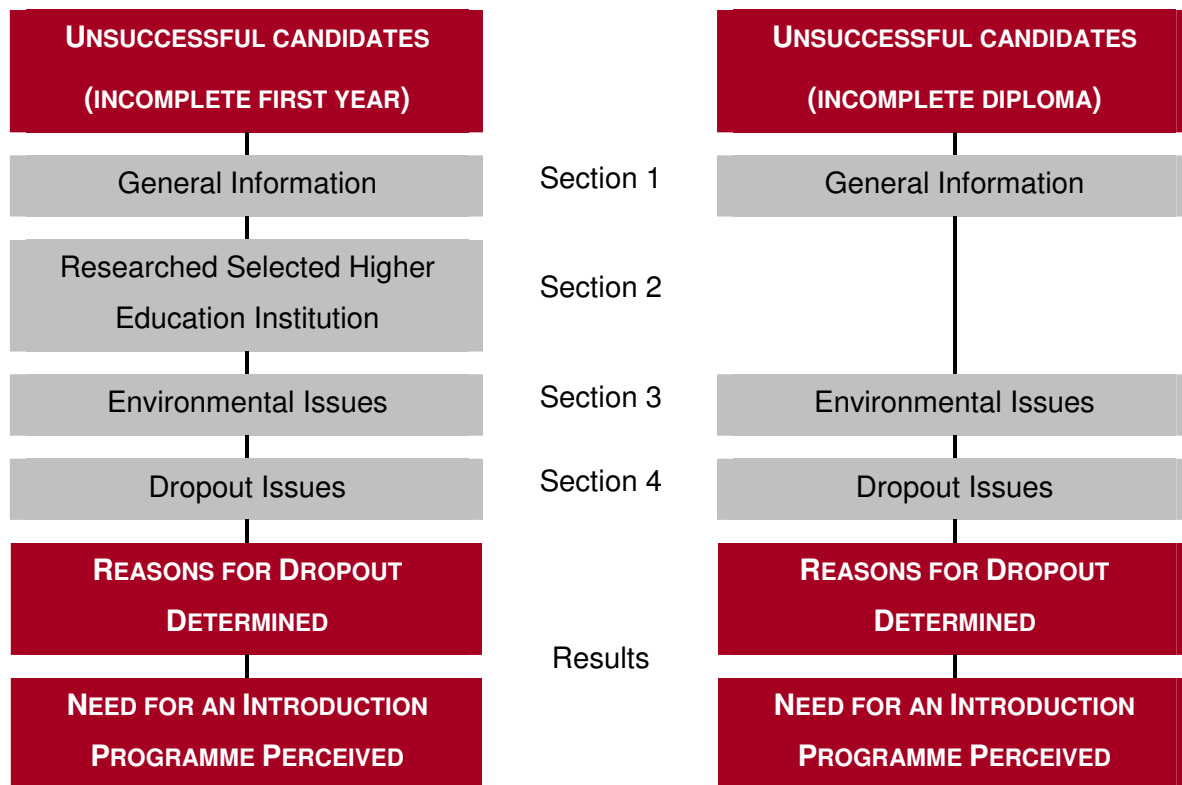 UNSUCCESSFUL CANDIDATES
(INCOMPLETE FIRST YEAR)
General Information
Researched Selected Higher
Education Institution
Environmental Issues
Dropout Issues
REASONS FOR DROPOUT
DETERMINED
NEED FOR AN INTRODUCTION
PROGRAMME PERCEIVED
Section 1
Section 2
Section 3
Section 4
Results
UNSUCCESSFUL CANDIDATES
(INCOMPLETE DIPLOMA)
General Information
Environmental Issues
Dropout Issues
REASONS FOR DROPOUT
DETERMINED
NEED FOR AN INTRODUCTION
PROGRAMME PERCEIVED